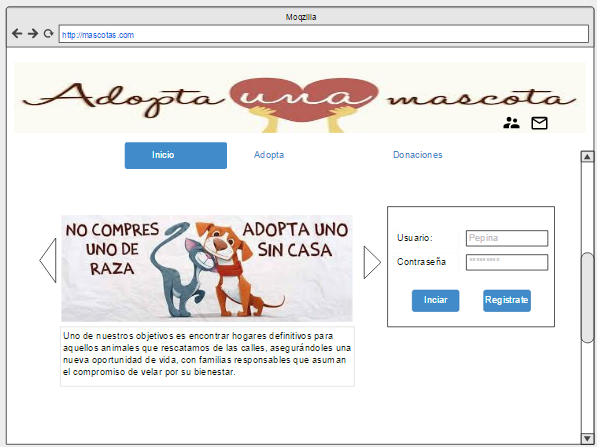 Moqzilla
http://mascotas.com
Adopta una mascota
Inicio
Adopta
Donaciones
NO COMPRES
UNO DE
RAZA
ADOPTA UNO
SIN CASA
Usuario:
Pepina
Contraseña
********
Inciar
Registrate
Uno de nuestros objetivos es encontrar hogares definitivos para
aquellos animales que rescatamos de las calles, asegurándoles una
nueva oportunidad de vida, con familias responsables que asuman
el compromiso de velar por su bienestar.